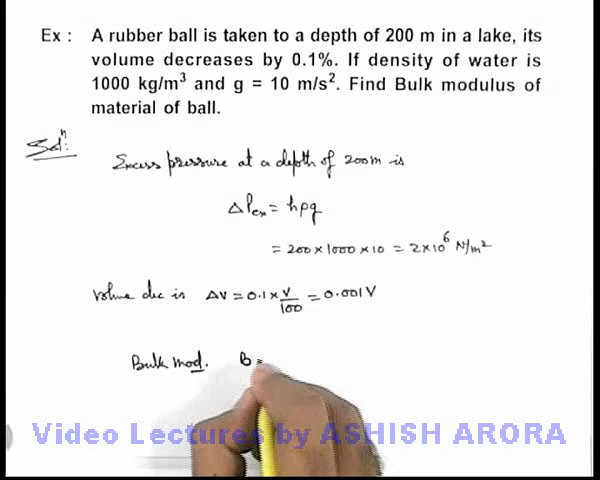 Ex : A rubber ball is taken to a depth of 200 m in a lake, its
volume decreases by 0.1%. If density of water is
1000 kg/m³ and g = 10 m/s². Find Bulk modulus of
material of ball.
Solⁿ:
Excess pressure at a depth of 200m is
ΔPex = hρg
= 200×1000×10 = 2×10⁶ N/m²
Volume dec is ΔV = 0.1 × V/100 = 0.001V
Bulk mod. B =
Video Lectures by ASHISH ARORA